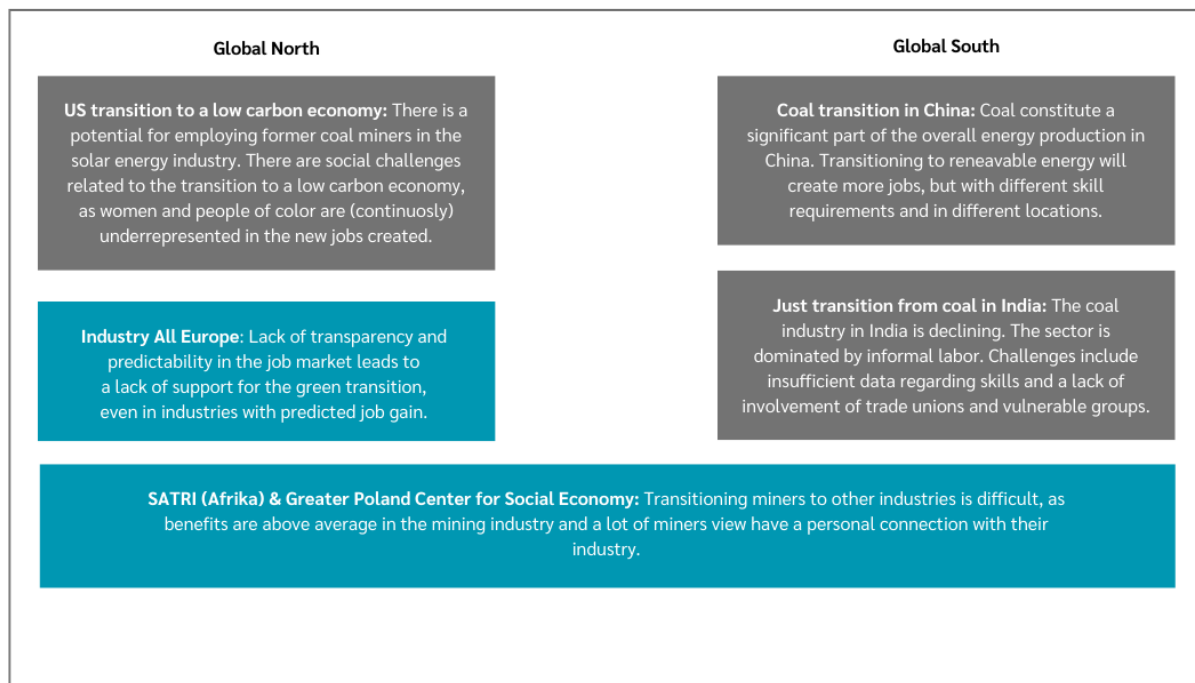 Global North
US transition to a low carbon economy: There is a
potential for employing former coal miners in the
solar energy industry. There are social challenges
related to the transition to a low carbon economy,
as women and people of color are (continuosly)
underrepresented in the new jobs created.
Industry All Europe: Lack of transparency and
predictability in the job market leads to
a lack of support for the green transition,
even in industries with predicted job gain.
Global South
Coal transition in China: Coal constitute a
significant part of the overall energy production in
China. Transitioning to reneavable energy will
create more jobs, but with different skill
requirements and in different locations.
Just transition from coal in India: The coal
industry in India is declining. The sector is
dominated by informal labor. Challenges include
insufficient data regarding skills and a lack of
involvement of trade unions and vulnerable groups.
SATRI (Afrika) & Greater Poland Center for Social Economy: Transitioning miners to other industries is difficult, as
benefits are above average in the mining industry and a lot of miners view have a personal connection with their
industry.